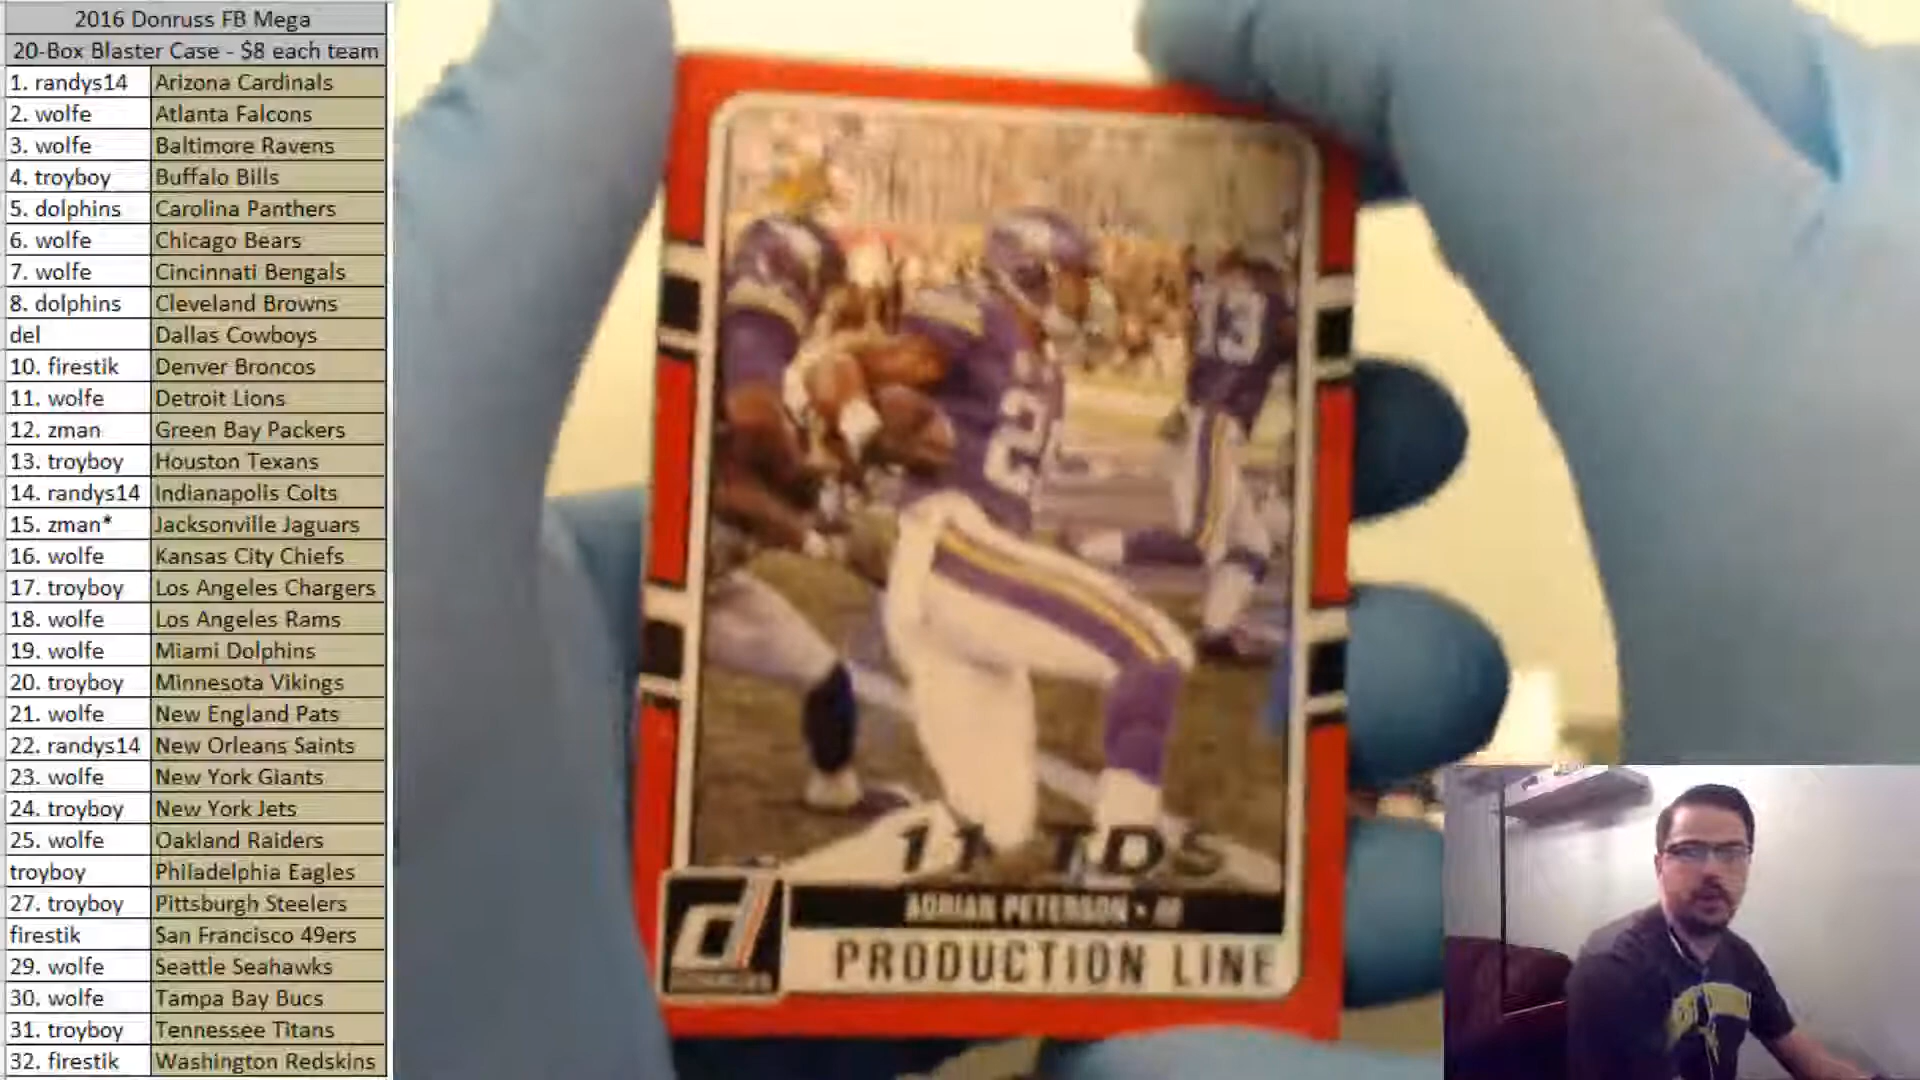 2016 Donruss FB Mega
20-Box Blaster Case - $8 each team
1. randys14 Arizona Cardinals
2. wolfe Atlanta Falcons
3. wolfe Baltimore Ravens
4. troyboy Buffalo Bills
5. dolphins Carolina Panthers
6. wolfe Chicago Bears
7. wolfe Cincinnati Bengals
8. dolphins Cleveland Browns
del Dallas Cowboys
10. firestik Denver Broncos
11. wolfe Detroit Lions
12. zman Green Bay Packers
13. troyboy Houston Texans
14. randys14 Indianapolis Colts
15. zman* Jacksonville Jaguars
16. wolfe Kansas City Chiefs
17. troyboy Los Angeles Chargers
18. wolfe Los Angeles Rams
19. wolfe Miami Dolphins
20. troyboy Minnesota Vikings
21. wolfe New England Pats
22. randys14 New Orleans Saints
23. wolfe New York Giants
24. troyboy New York Jets
25. wolfe Oakland Raiders
troyboy Philadelphia Eagles
27. troyboy Pittsburgh Steelers
firestik San Francisco 49ers
29. wolfe Seattle Seahawks
30. wolfe Tampa Bay Bucs
31. troyboy Tennessee Titans
32. firestik Washington Redskins
13
2
11 TDS
ADRIAN PETERSON •
d
PRODUCTION LINE